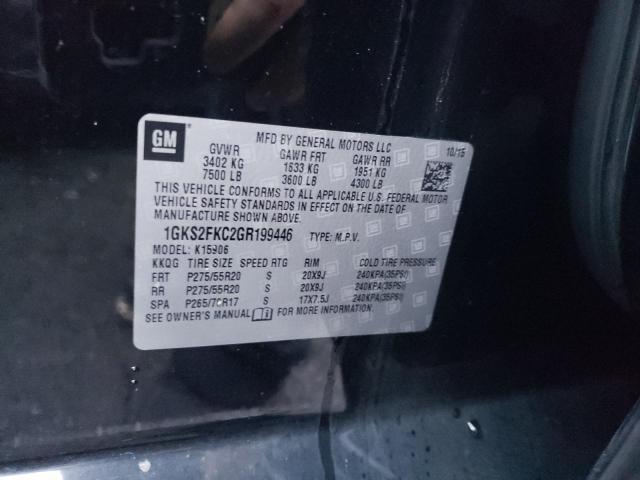 GM
MFD BY GENERAL MOTORS LLC
10/15
GVWR GAWR FRT GAWR RR
3402 KG 1633 KG 1951 KG
7500 LB 3600 LB 4300 LB
THIS VEHICLE CONFORMS TO ALL APPLICABLE U.S. FEDERAL MOTOR
VEHICLE SAFETY STANDARDS IN EFFECT ON THE DATE OF
MANUFACTURE SHOWN ABOVE.
1GKS2FKC2GR199446 TYPE: M.P.V.
MODEL: K15906
KKQG TIRE SIZE SPEED RTG RIM COLD TIRE PRESSURE
FRT P275/55R20 S 20X9J 240KPA(35PSI)
RR P275/55R20 S 20X9J 240KPA(35PSI)
SPA P265/70R17 S 17X7.5J 240KPA(35PSI)
SEE OWNER'S MANUAL FOR MORE INFORMATION.